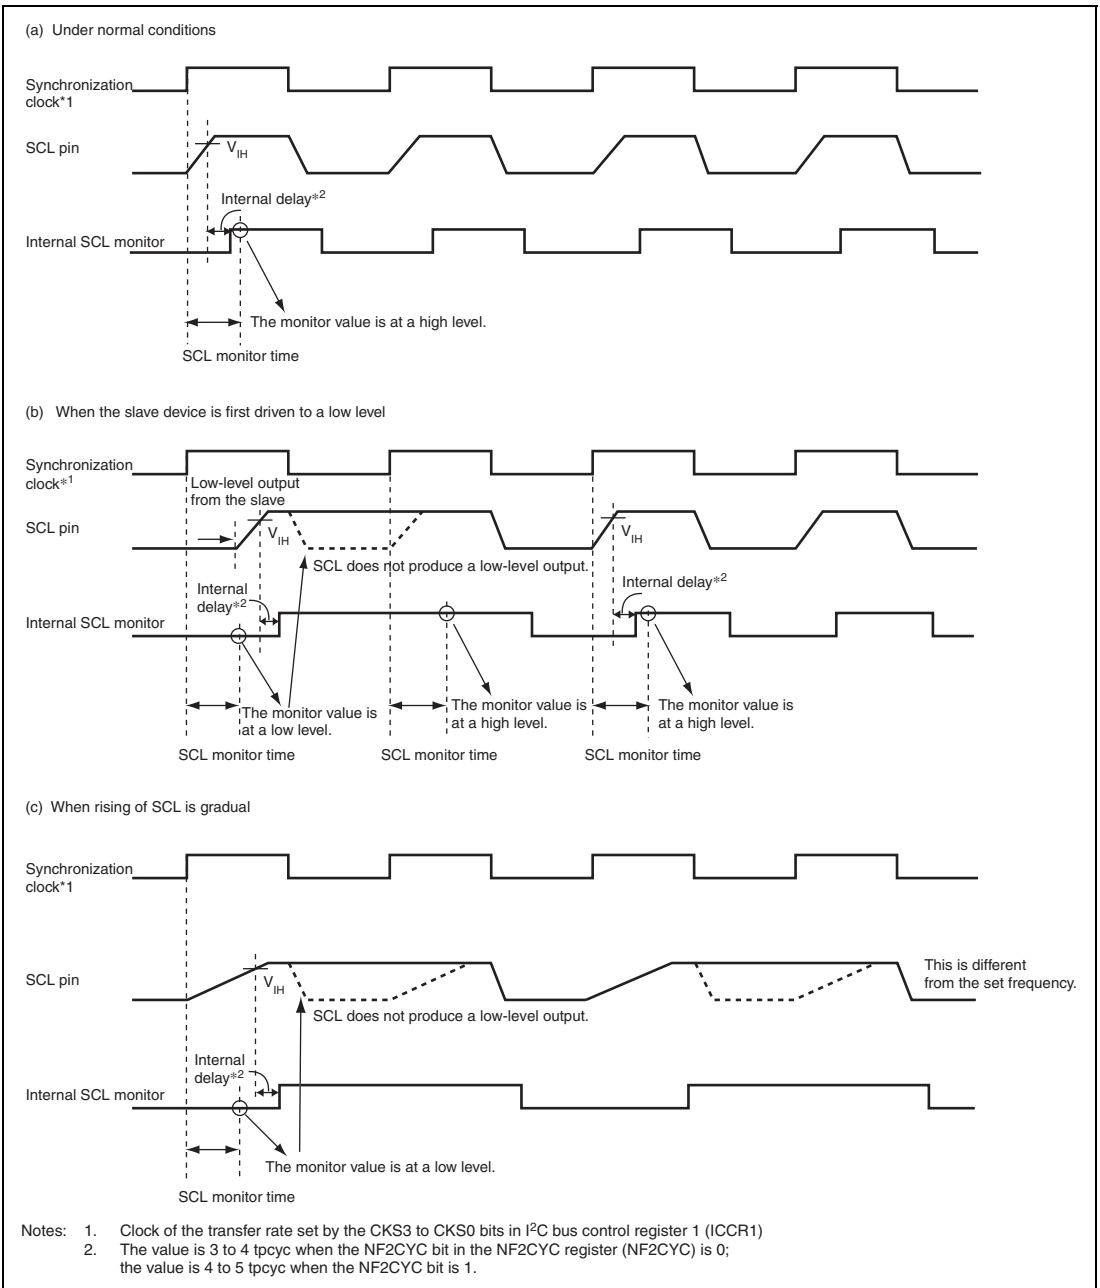 (a) Under normal conditions
Synchronization
clock*1
SCL pin
VIH
Internal delay*2
Internal SCL monitor
The monitor value is at a high level.
SCL monitor time
(b) When the slave device is first driven to a low level
Synchronization
clock*1
Low-level output
from the slave
SCL pin
VIH
VIH
SCL does not produce a low-level output.
Internal
delay*2
Internal delay*2
Internal SCL monitor
The monitor value is
at a low level.
The monitor value is
at a high level.
The monitor value is
at a high level.
SCL monitor time
SCL monitor time
SCL monitor time
(c) When rising of SCL is gradual
Synchronization
clock*1
SCL pin
VIH
This is different
from the set frequency.
SCL does not produce a low-level output.
Internal
delay*2
Internal SCL monitor
The monitor value is at a low level.
SCL monitor time
Notes: 1. Clock of the transfer rate set by the CKS3 to CKS0 bits in I2C bus control register 1 (ICCR1)
2. The value is 3 to 4 tpcyc when the NF2CYC bit in the NF2CYC register (NF2CYC) is 0;
the value is 4 to 5 tpcyc when the NF2CYC bit is 1.